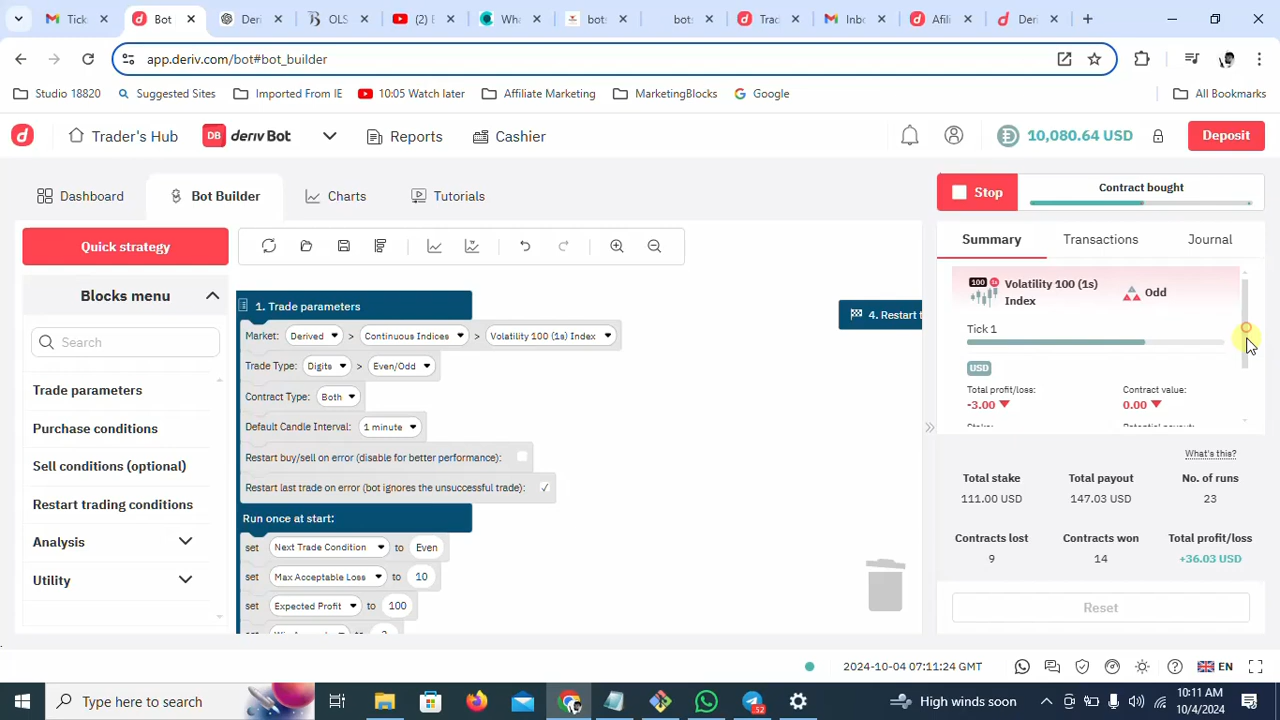 Tick
Bot
Deri
OLS
(2) E
Wha
bot:
bots
Trac
Inbo
Afili
Deri
app.deriv.com/bot#bot_builder
Studio 18820
Suggested Sites
Imported From IE
10:05 Watch later
Affiliate Marketing
MarketingBlocks
Google
All Bookmarks
Trader's Hub
DB
deriv Bot
Reports
Cashier
10,080.64 USD
Deposit
Dashboard
Bot Builder
Charts
Tutorials
Stop
Contract bought
Quick strategy
Summary
Transactions
Journal
Blocks menu
Search
Trade parameters
Purchase conditions
Sell conditions (optional)
Restart trading conditions
Analysis
Utility
1. Trade parameters
Market: Derived > Continuous Indices > Volatility 100 (1s) Index
Trade Type: Digits > Even/Odd
Contract Type: Both
Default Candle Interval: 1 minute
Restart buy/sell on error (disable for better performance):
Restart last trade on error (bot ignores the unsuccessful trade): ✓
Run once at start:
set Next Trade Condition to Even
set Max Acceptable Loss to 10
set Expected Profit to 100
4. Restart t
100
Volatility 100 (1s)
Index
Odd
Tick 1
USD
Total profit/loss:
Contract value:
-3.00
0.00
What's this?
Total stake
Total payout
No. of runs
111.00 USD
147.03 USD
23
Contracts lost
Contracts won
Total profit/loss
9
14
+36.03 USD
Reset
2024-10-04 07:11:24 GMT
EN
Type here to search
52
High winds soon
10:11 AM
10/4/2024